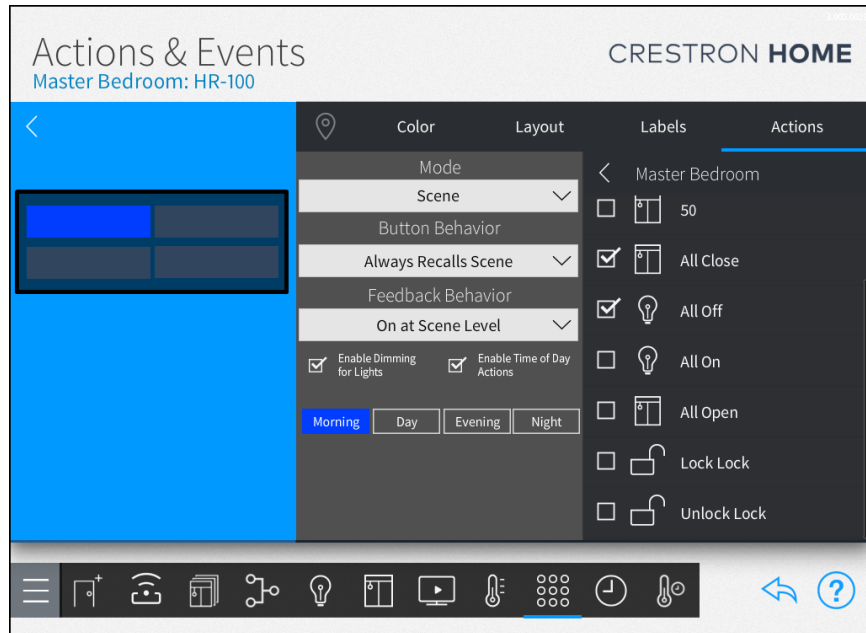 Actions & Events
Master Bedroom: HR-100
CRESTRON HOME
Color
Layout
Labels
Actions
Mode
Scene
Button Behavior
Always Recalls Scene
Feedback Behavior
On at Scene Level
Enable Dimming
for Lights
Enable Time of Day
Actions
Morning
Day
Evening
Night
Master Bedroom
50
All Close
All Off
All On
All Open
Lock Lock
Unlock Lock
?